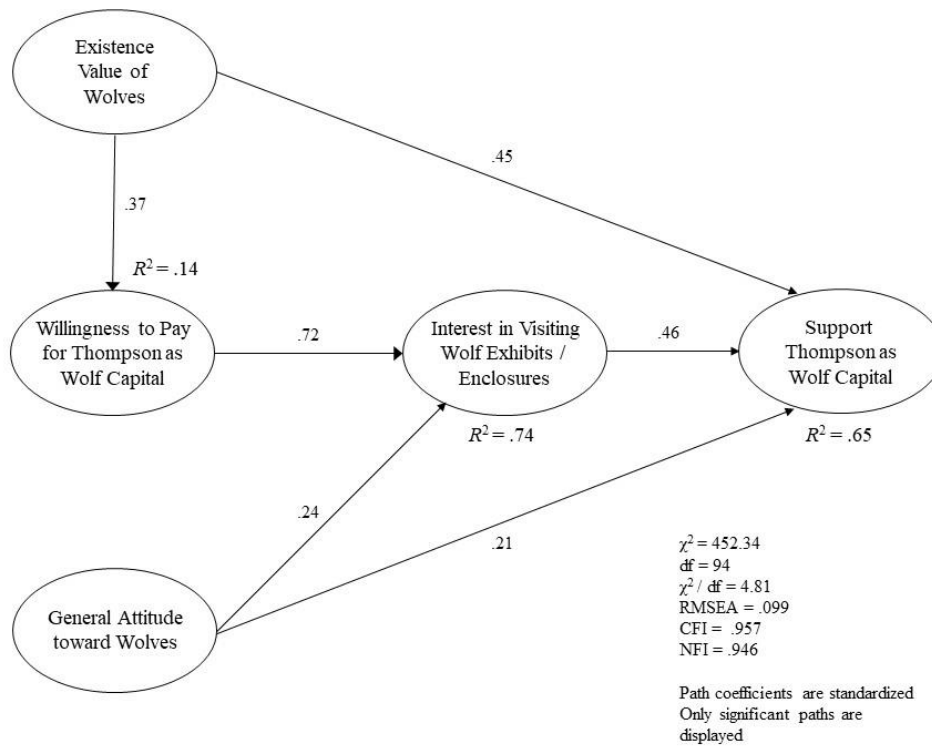 Existence
Value of
Wolves
.45
.37
R² = .14
Willingness to Pay
for Thompson as
Wolf Capital
.72
Interest in Visiting
Wolf Exhibits /
Enclosures
.46
Support
Thompson as
Wolf Capital
R² = .74
R² = .65
.24
.21
General Attitude
toward Wolves
χ² = 452.34
df = 94
χ² / df = 4.81
RMSEA = .099
CFI = .957
NFI = .946
Path coefficients are standardized
Only significant paths are
displayed